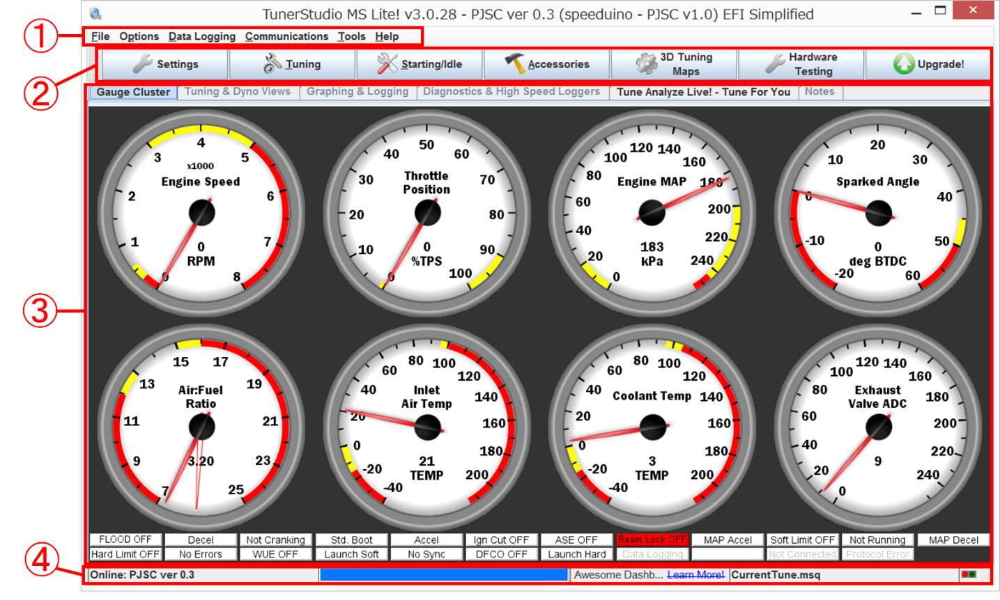 TunerStudio MS Lite! v3.0.28 - PJSC ver 0.3 (speeduino - PJSC v1.0) EFI Simplified
① File Options Data Logging Communications Tools Help
② Settings Tuning Starting/Idle Accessories 3D Tuning Maps Hardware Testing Upgrade!
③ Gauge Cluster Tuning & Dyno Views Graphing & Logging Diagnostics & High Speed Loggers Tune Analyze Live! - Tune For You Notes
0 1 2 3 4 5 6 7 8
x1000
Engine Speed
0
RPM
0 10 20 30 40 50 60 70 80 90 100
Throttle
Position
0
%TPS
0 20 40 60 80 100 120 140 160 180 200 220 240
Engine MAP
183
kPa
-20 -10 0 10 20 30 40 50 60
Sparked Angle
0
deg BTDC
7 9 11 13 15 17 19 21 23 25
Air:Fuel
Ratio
3.20
-40 -20 0 20 40 60 80 100 120 140 160 180 200
Inlet
Air Temp
21
TEMP
-40 0 20 40 60 80 100 120 140 160 180 200
-20
Coolant Temp
3
TEMP
0 20 40 60 80 100 120 140 160 180 200 220 240
Exhaust
Valve ADC
9
FLOOD OFF Decel Not Cranking Std. Boot Accel Ign Cut OFF ASE OFF Reset Lock OFF MAP Accel Soft Limit OFF Not Running MAP Decel
Hard Limit OFF No Errors WUE OFF Launch Soft No Sync DFCO OFF Launch Hard Data Logging Not Connected Protocol Error
④ Online: PJSC ver 0.3 Awesome Dashb... Learn More! CurrentTune.msq